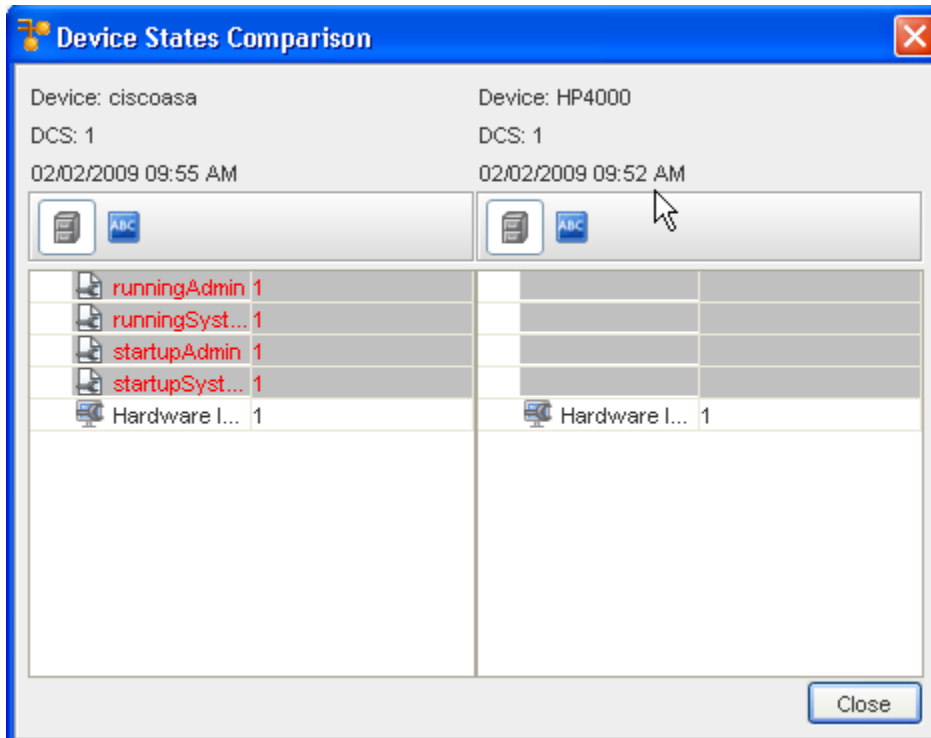 Device States Comparison
Device: ciscoasa
DCS: 1
02/02/2009 09:55 AM
ABC
runningAdmin 1
runningSyst... 1
startupAdmin 1
startupSyst... 1
Hardware I... 1
Device: HP4000
DCS: 1
02/02/2009 09:52 AM
ABC
Hardware I... 1
Close